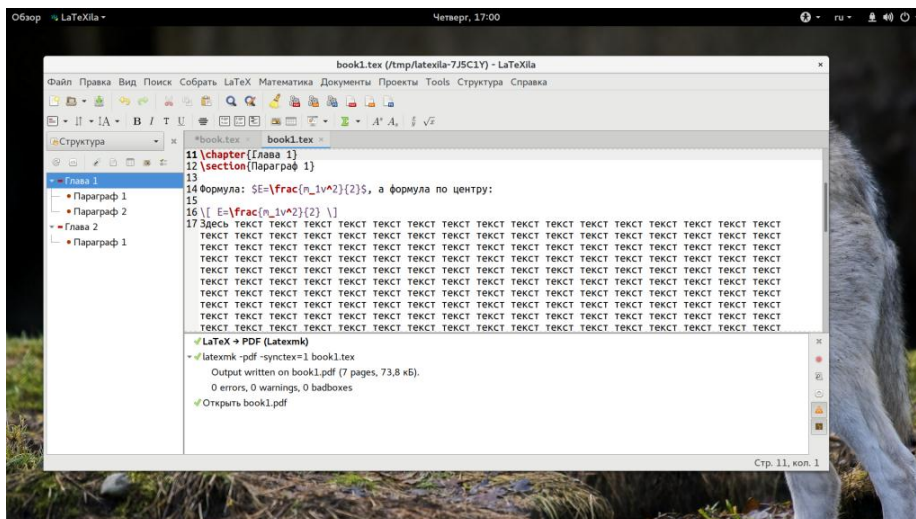 Обзор LaTeXila Четверг, 17:00 ru
book1.tex (/tmp/latexila-7J5C1Y) - LaTeXila
Файл Правка Вид Поиск Собрать LaTeX Математика Документы Проекты Tools Структура Справка
B I T U
Структура
*book.tex book1.tex
11 \chapter{Глава 1}
12 \section{Параграф 1}
13
14 Формула: $E=\frac{m_1v^2}{2}$, а формула по центру:
15
16 \[ E=\frac{m_1v^2}{2} \]
17 Здесь текст текст текст текст текст текст текст текст текст текст текст текст текст текст текст текст
текст текст текст текст текст текст текст текст текст текст текст текст текст текст текст текст текст
текст текст текст текст текст текст текст текст текст текст текст текст текст текст текст текст текст
текст текст текст текст текст текст текст текст текст текст текст текст текст текст текст текст текст
текст текст текст текст текст текст текст текст текст текст текст текст текст текст текст текст текст
текст текст текст текст текст текст текст текст текст текст текст текст текст текст текст текст текст
текст текст текст текст текст текст текст текст текст текст текст текст текст текст текст текст текст
текст текст текст текст текст текст текст текст текст текст текст текст текст текст текст текст текст
текст текст текст текст текст текст текст текст текст текст текст текст текст текст текст текст текст
текст текст текст текст текст текст текст текст текст текст текст текст текст текст текст текст текст
Глава 1
Параграф 1
Параграф 2
Глава 2
Параграф 1
LaTeX → PDF (Latexmk)
latexmk -pdf -synctex=1 book1.tex
Output written on book1.pdf (7 pages, 73,8 кБ).
0 errors, 0 warnings, 0 badboxes
Открыть book1.pdf
Стр. 11, кол. 1